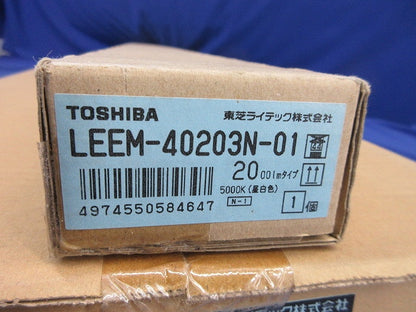 TOSHIBA 東芝ライテック株式会社
LEEM-40203N-01
2000lmタイプ
5000K(昼白色)
N-1
4974550584647
1個
ック株式会社